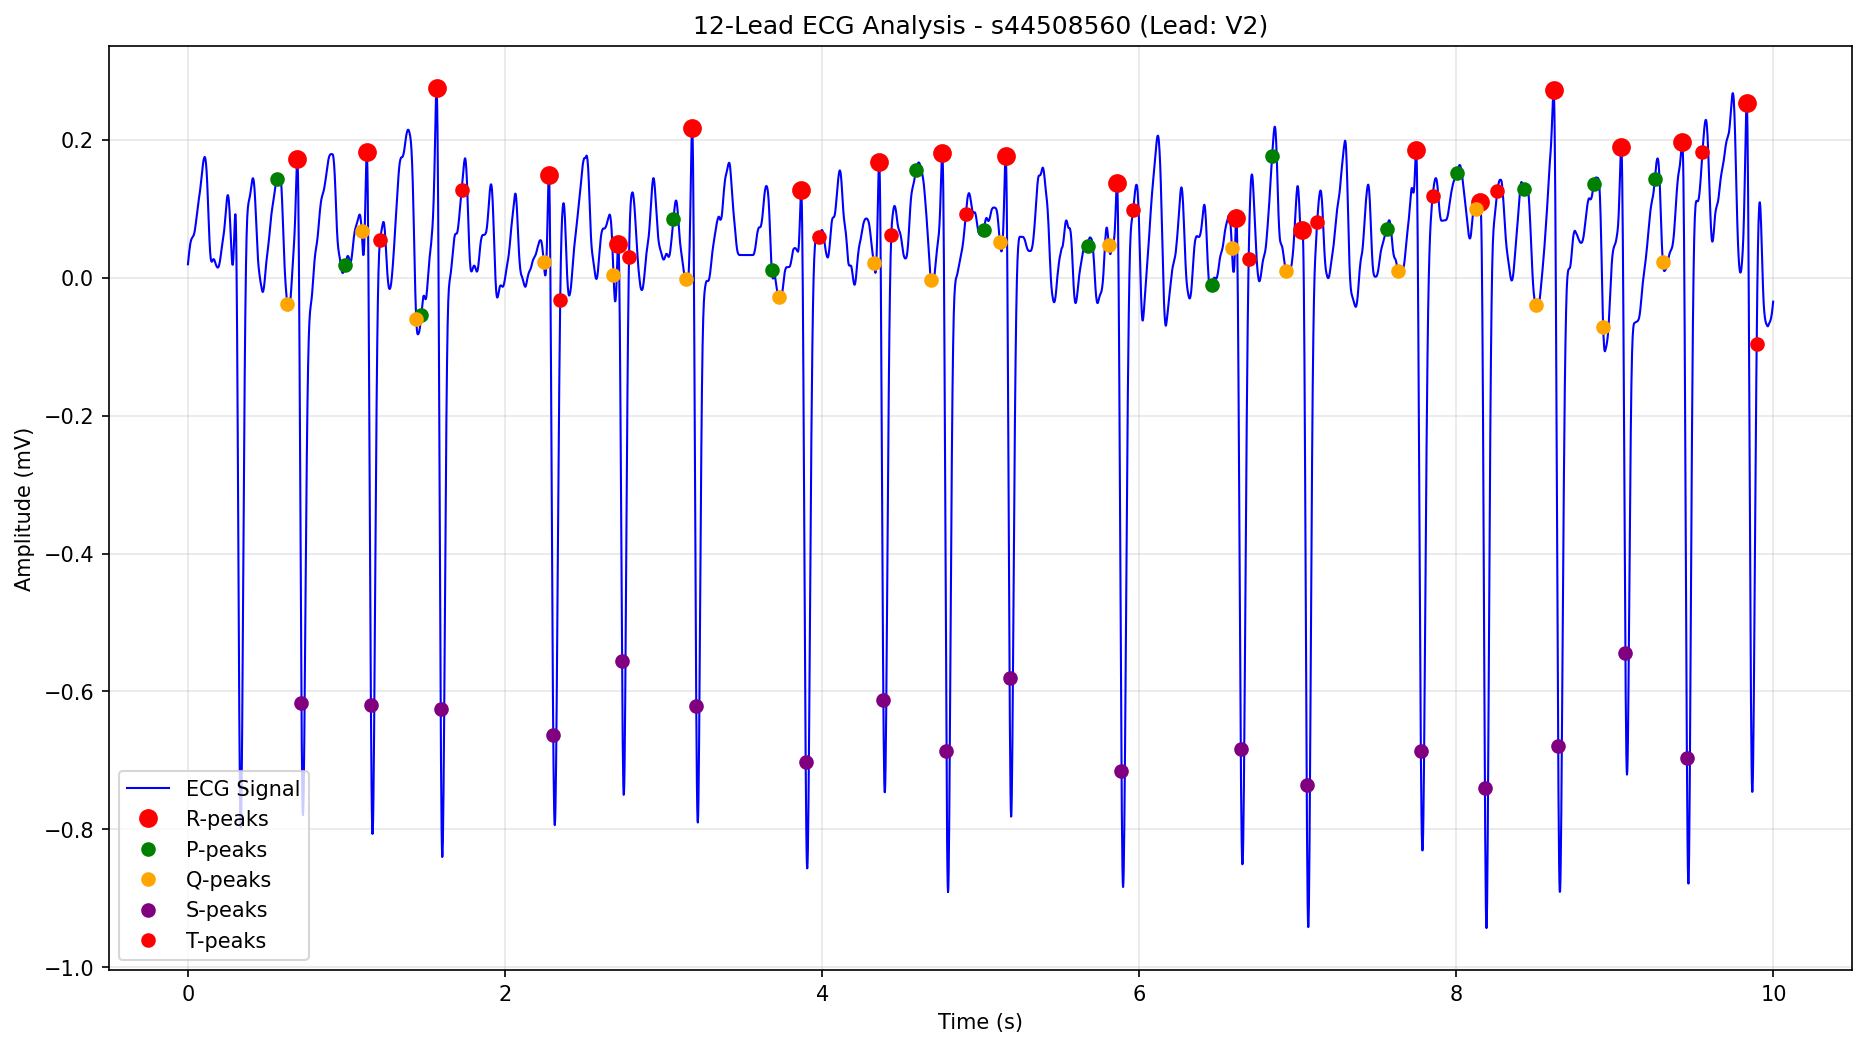 12-Lead ECG Analysis - s44508560 (Lead: V2)
Amplitude (mV)
0.2
0.0
−0.2
−0.4
−0.6
−0.8
−1.0
ECG Signal
R-peaks
P-peaks
Q-peaks
S-peaks
T-peaks
0 2 4 6 8 10
Time (s)